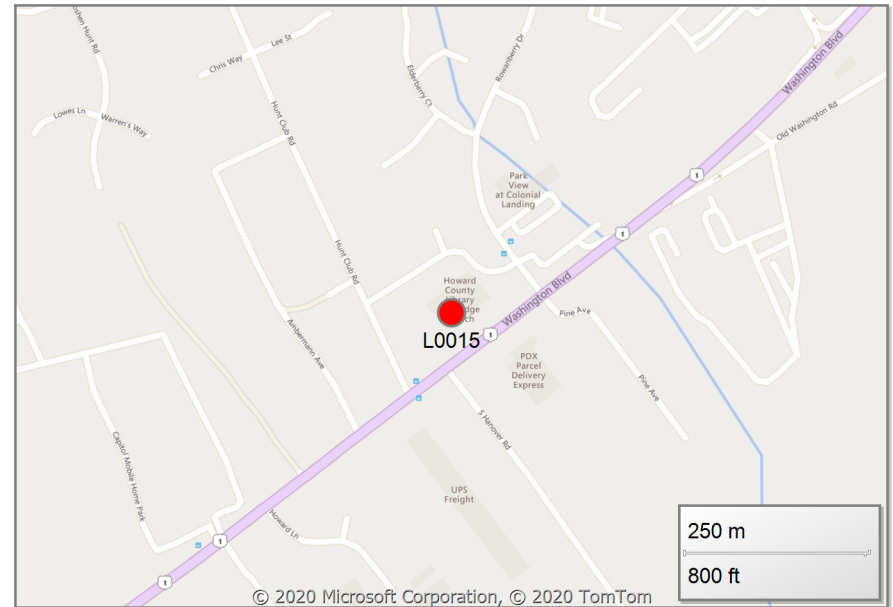 oshen Hunt Rd
Lee St
Chris Way
Lowes Ln
Warren's Way
Hunt Club Rd
Elderberry Ct
Rowanberry Dr
Washington Blvd
Old Washington Rd
1
Park
View
at Colonial
Landing
1
Hunt Club Rd
Howard
County
Library
dge
ch
L0015
1
Washington Blvd
Pine Ave
Ambermann Ave
PDX
Parcel
Delivery
Express
Pine Ave
S Hanover Rd
Capitol Mobile Home Park
UPS
Freight
Howard Ln
1
1
250 m
800 ft
© 2020 Microsoft Corporation, © 2020 TomTom